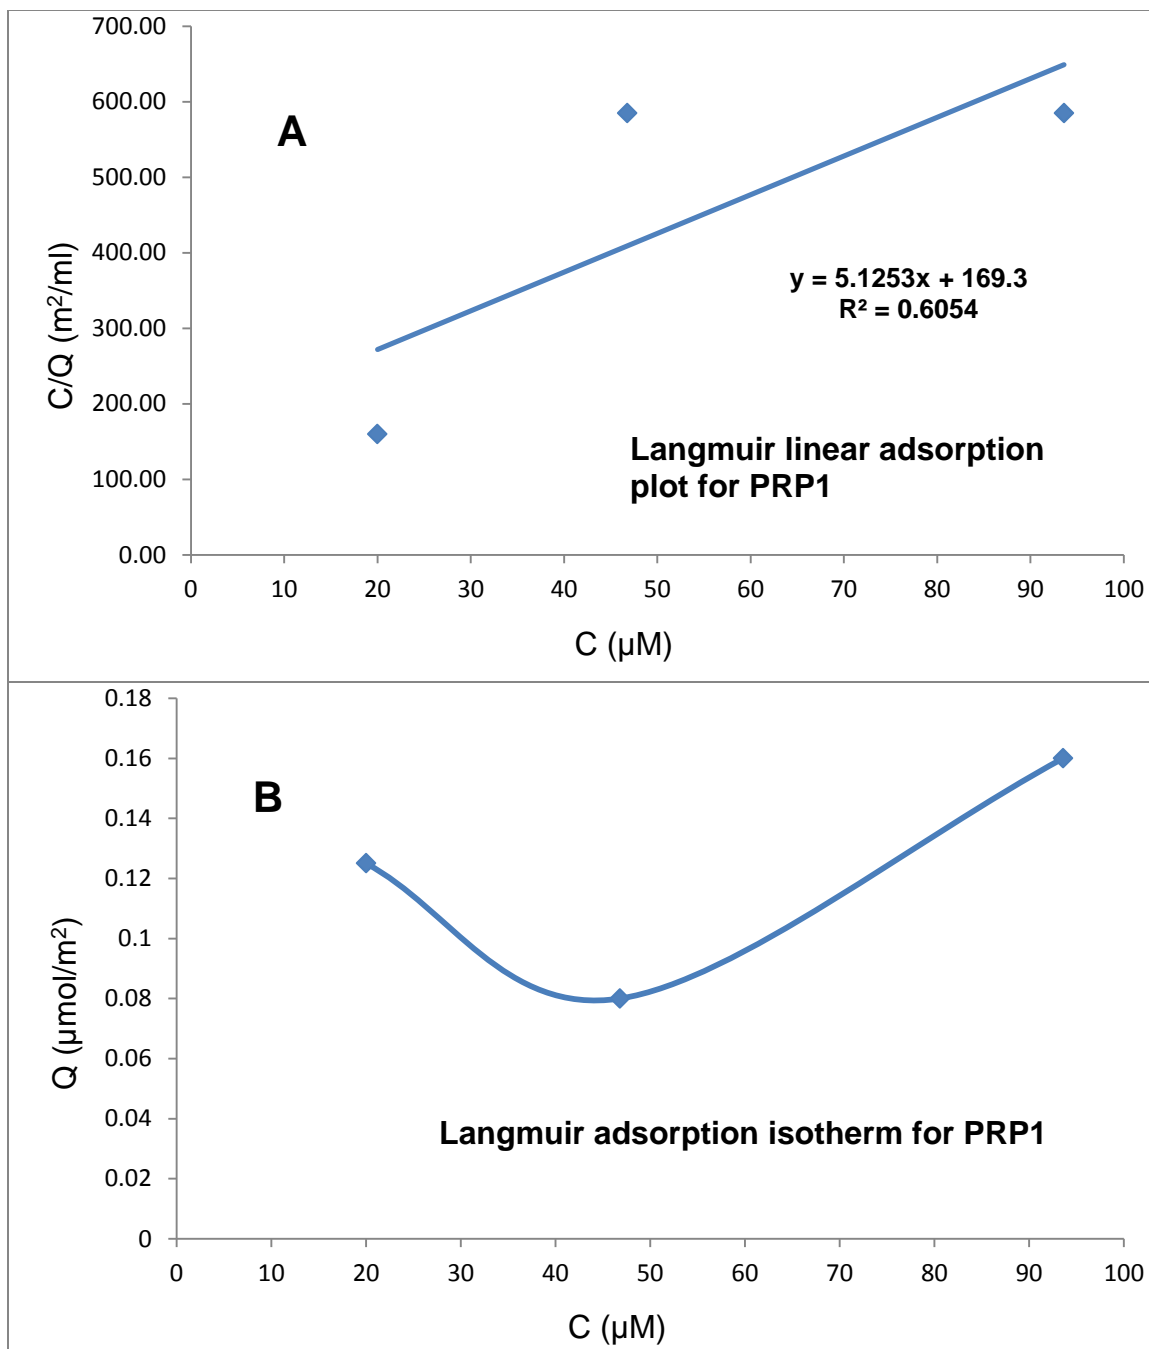 700.00
600.00
500.00
400.00
300.00
200.00
100.00
0.00
C/Q (m²/ml)
A
y = 5.1253x + 169.3
R² = 0.6054
Langmuir linear adsorption
plot for PRP1
0 10 20 30 40 50 60 70 80 90 100
C (µM)
0.18
0.16
0.14
0.12
0.1
0.08
0.06
0.04
0.02
0
Q (µmol/m²)
B
Langmuir adsorption isotherm for PRP1
0 10 20 30 40 50 60 70 80 90 100
C (µM)